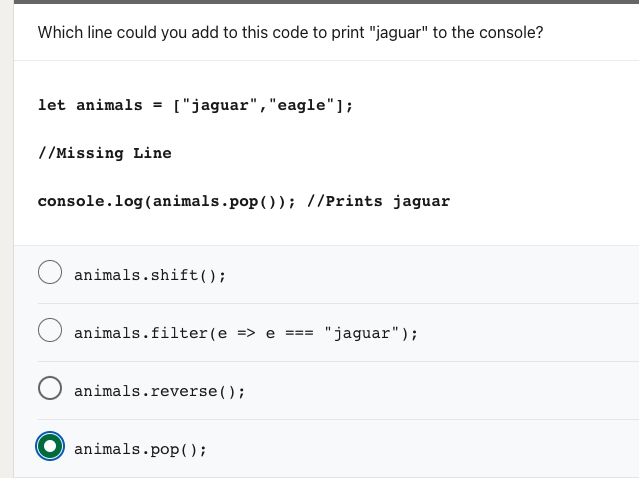 Which line could you add to this code to print "jaguar" to the console?
let animals = ["jaguar","eagle"];
//Missing Line
console.log(animals.pop()); //Prints jaguar
animals.shift();
animals.filter(e => e === "jaguar");
animals.reverse();
animals.pop();